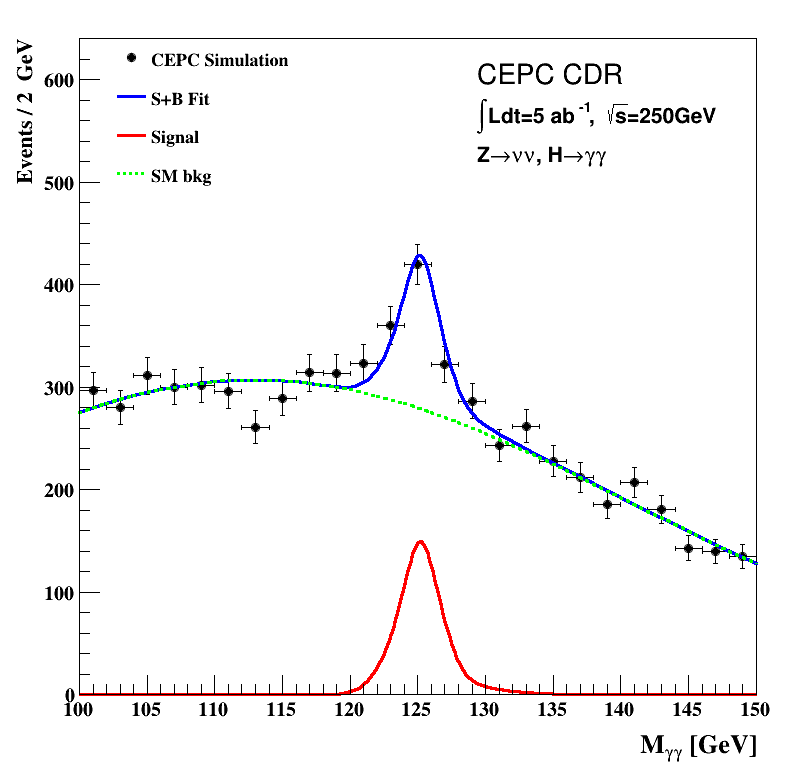 CEPC Simulation
S+B Fit
Signal
SM bkg
CEPC CDR
∫Ldt=5 ab⁻¹, √s=250GeV
Z→νν, H→γγ
Events / 2 GeV
600
500
400
300
200
100
0
100 105 110 115 120 125 130 135 140 145 150
Mγγ [GeV]